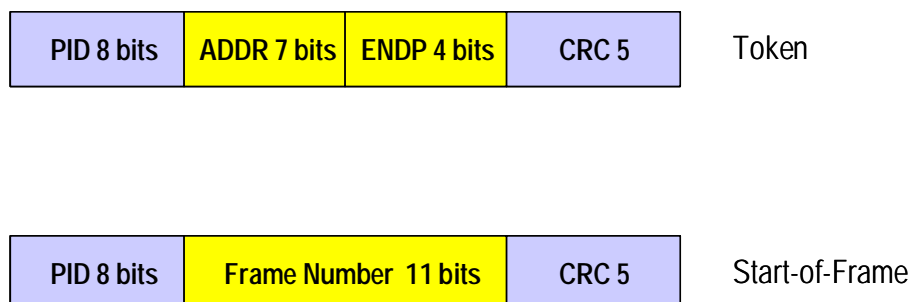 PID 8 bits ADDR 7 bits ENDP 4 bits CRC 5 Token
PID 8 bits Frame Number 11 bits CRC 5 Start-of-Frame